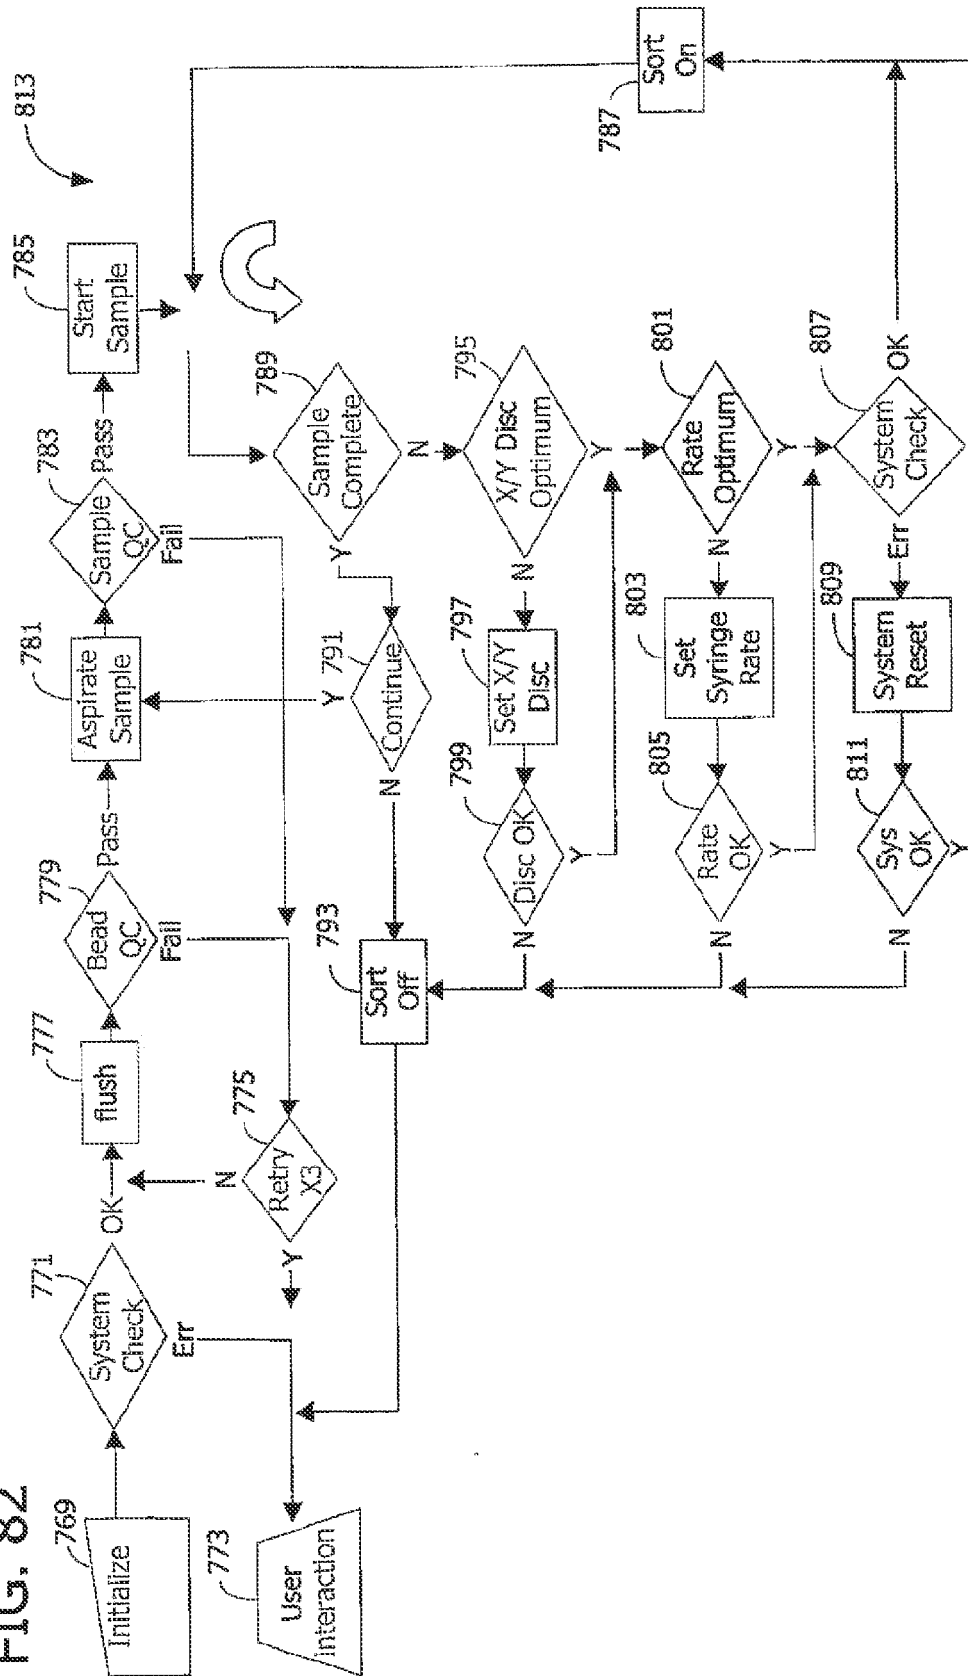 FIG. 82
769
Initialize
771
System
Check
OK
Err
773
User
interaction
775
Retry
X3
N
Y
777
flush
779
Bead
QC
Pass
Fail
781
Aspirate
Sample
783
Sample
QC
Pass
Fail
785
Start
Sample
813
787
Sort
On
789
Sample
Complete
Y
N
791
Continue
Y
N
793
Sort
Off
795
X/Y Disc
Optimum
N
Y
797
Set X/Y
Disc
799
Disc OK
N
Y
801
Rate
Optimum
N
Y
803
Set
Syringe
Rate
805
Rate
OK
N
Y
807
System
Check
OK
Err
809
System
Reset
811
Sys
OK
N
Y